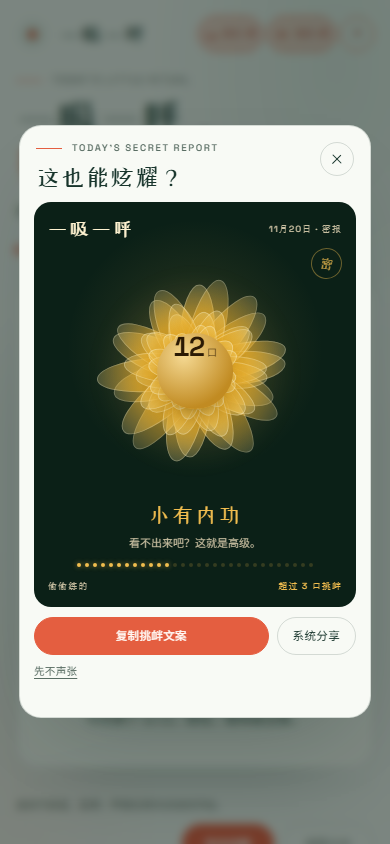 TODAY'S SECRET REPORT
这也能炫耀？
一吸一呼
11月20日 · 密报
密
12口
小有内功
看不出来吧？这就是高级。
偷偷练的
超过 3 口挑衅
复制挑衅文案
系统分享
先不声张